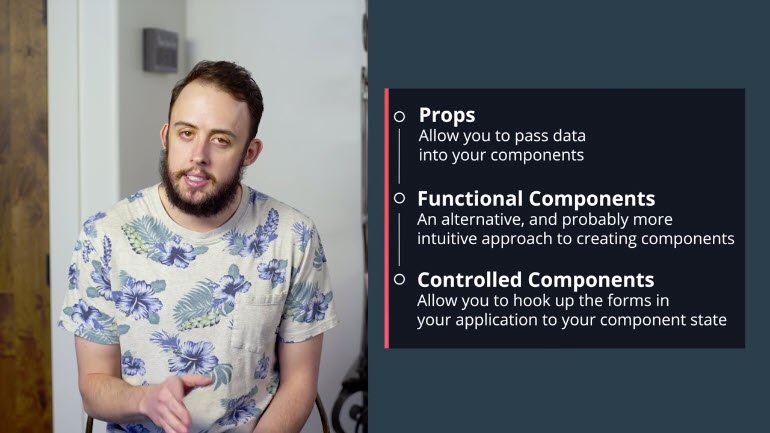 Props
Allow you to pass data
into your components
Functional Components
An alternative, and probably more
intuitive approach to creating components
Controlled Components
Allow you to hook up the forms in
your application to your component state